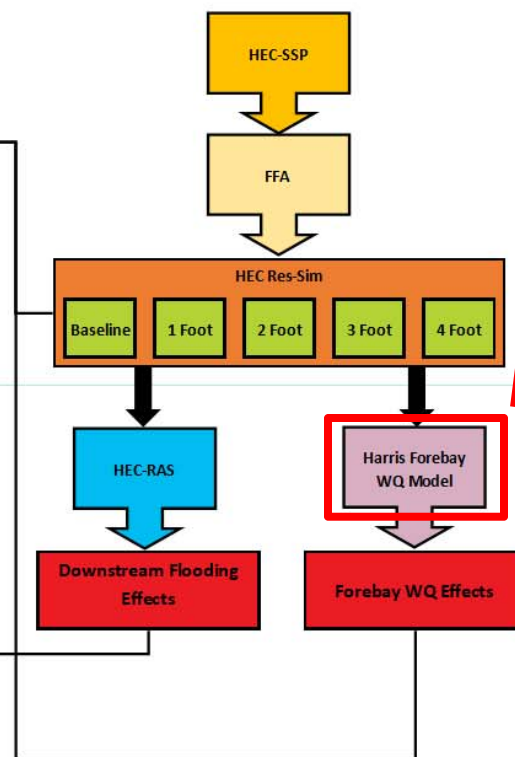 HEC-SSP
FFA
HEC Res-Sim
Baseline
1 Foot
2 Foot
3 Foot
4 Foot
HEC-RAS
Harris Forebay
WQ Model
Downstream Flooding
Effects
Forebay WQ Effects